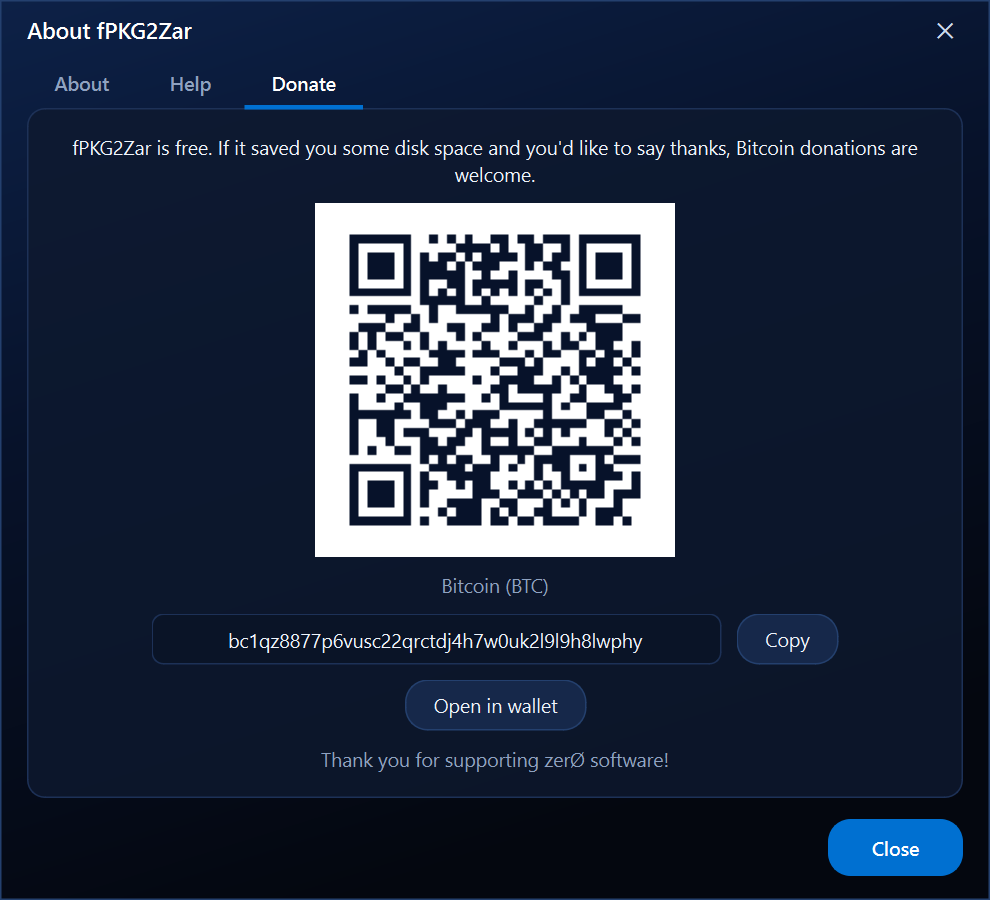 About fPKG2Zar
About
Help
Donate
fPKG2Zar is free. If it saved you some disk space and you'd like to say thanks, Bitcoin donations are
welcome.
Bitcoin (BTC)
bc1qz8877p6vusc22qrctdj4h7w0uk2l9l9h8lwphy
Copy
Open in wallet
Thank you for supporting zerØ software!
Close